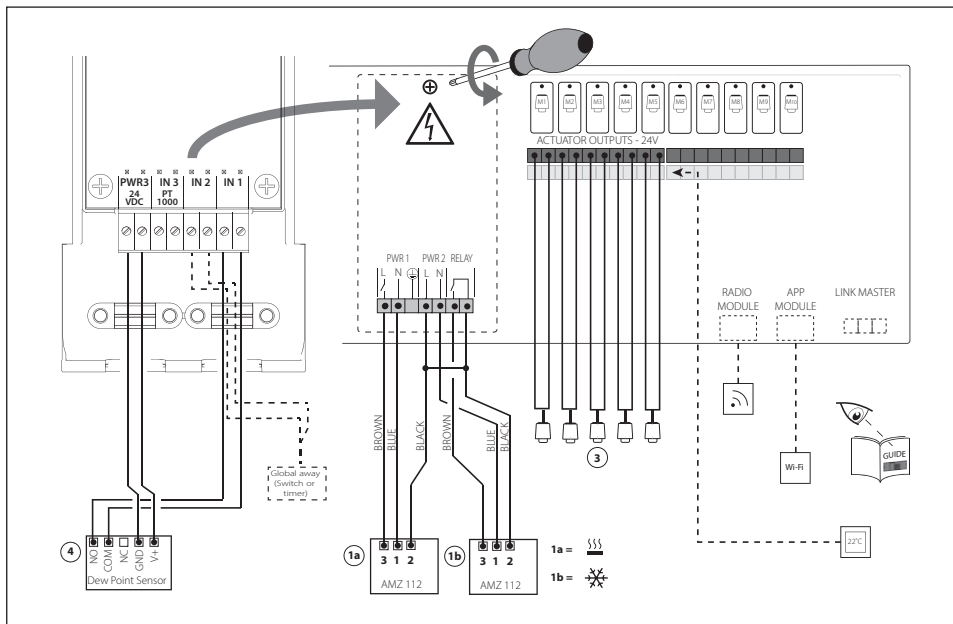 M1 M2 M3 M4 M5 M6 M7 M8 M9 M10
ACTUATOR OUTPUTS - 24V
PWR3 IN 3 IN 2 IN 1
24 PT
VDC 1000
PWR 1 PWR 2 RELAY
L N L N
RADIO
MODULE
APP
MODULE
LINK MASTER
BROWN
BLUE
BLACK
BROWN
BLUE
BLACK
Global away
(Switch or
timer)
3
Wi-Fi
GUIDE
22°C
4
NO
COM
NC
GND
V+
Dew Point Sensor
1a
3 1 2
AMZ 112
1b
3 1 2
AMZ 112
1a =
1b =